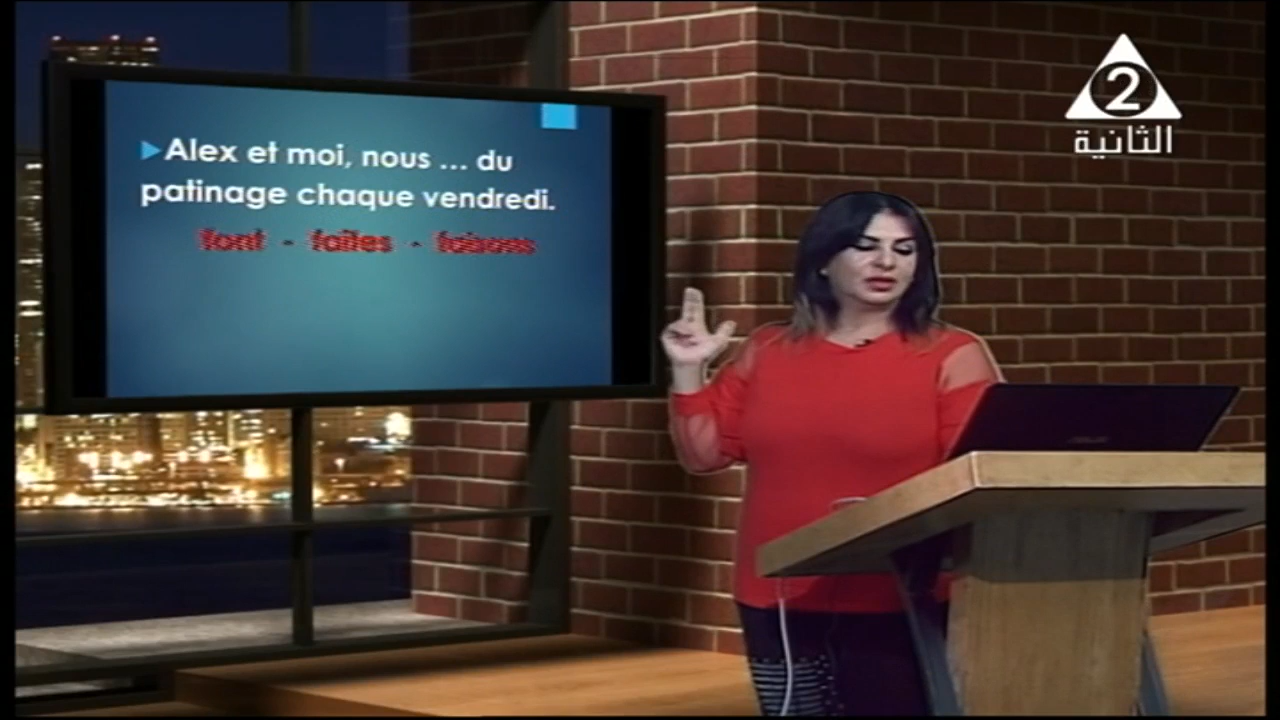 Alex et moi, nous ... du
patinage chaque vendredi.
font - faites - faisons
2
الثانية